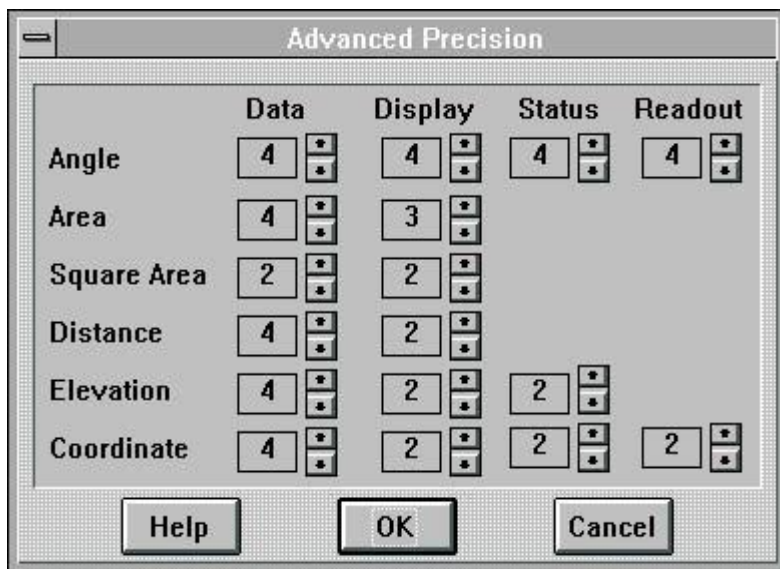 Advanced Precision
Data Display Status Readout
Angle 4 4 4 4
Area 4 3
Square Area 2 2
Distance 4 2
Elevation 4 2 2
Coordinate 4 2 2 2
Help OK Cancel